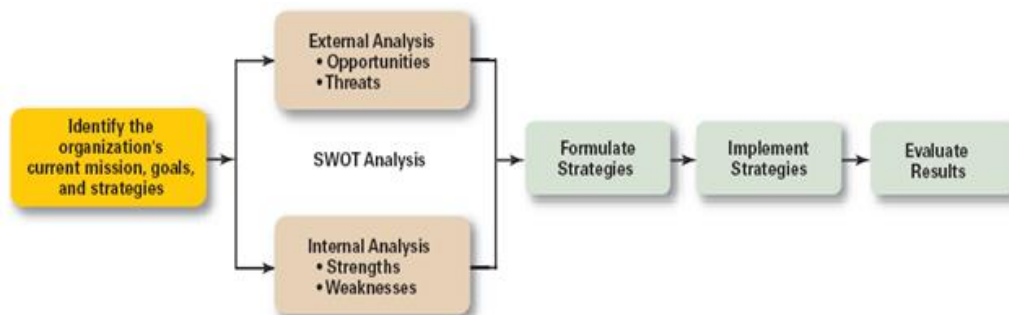 External Analysis
• Opportunities
• Threats
Identify the
organization's
current mission, goals,
and strategies
SWOT Analysis
Formulate
Strategies
Implement
Strategies
Evaluate
Results
Internal Analysis
• Strengths
• Weaknesses